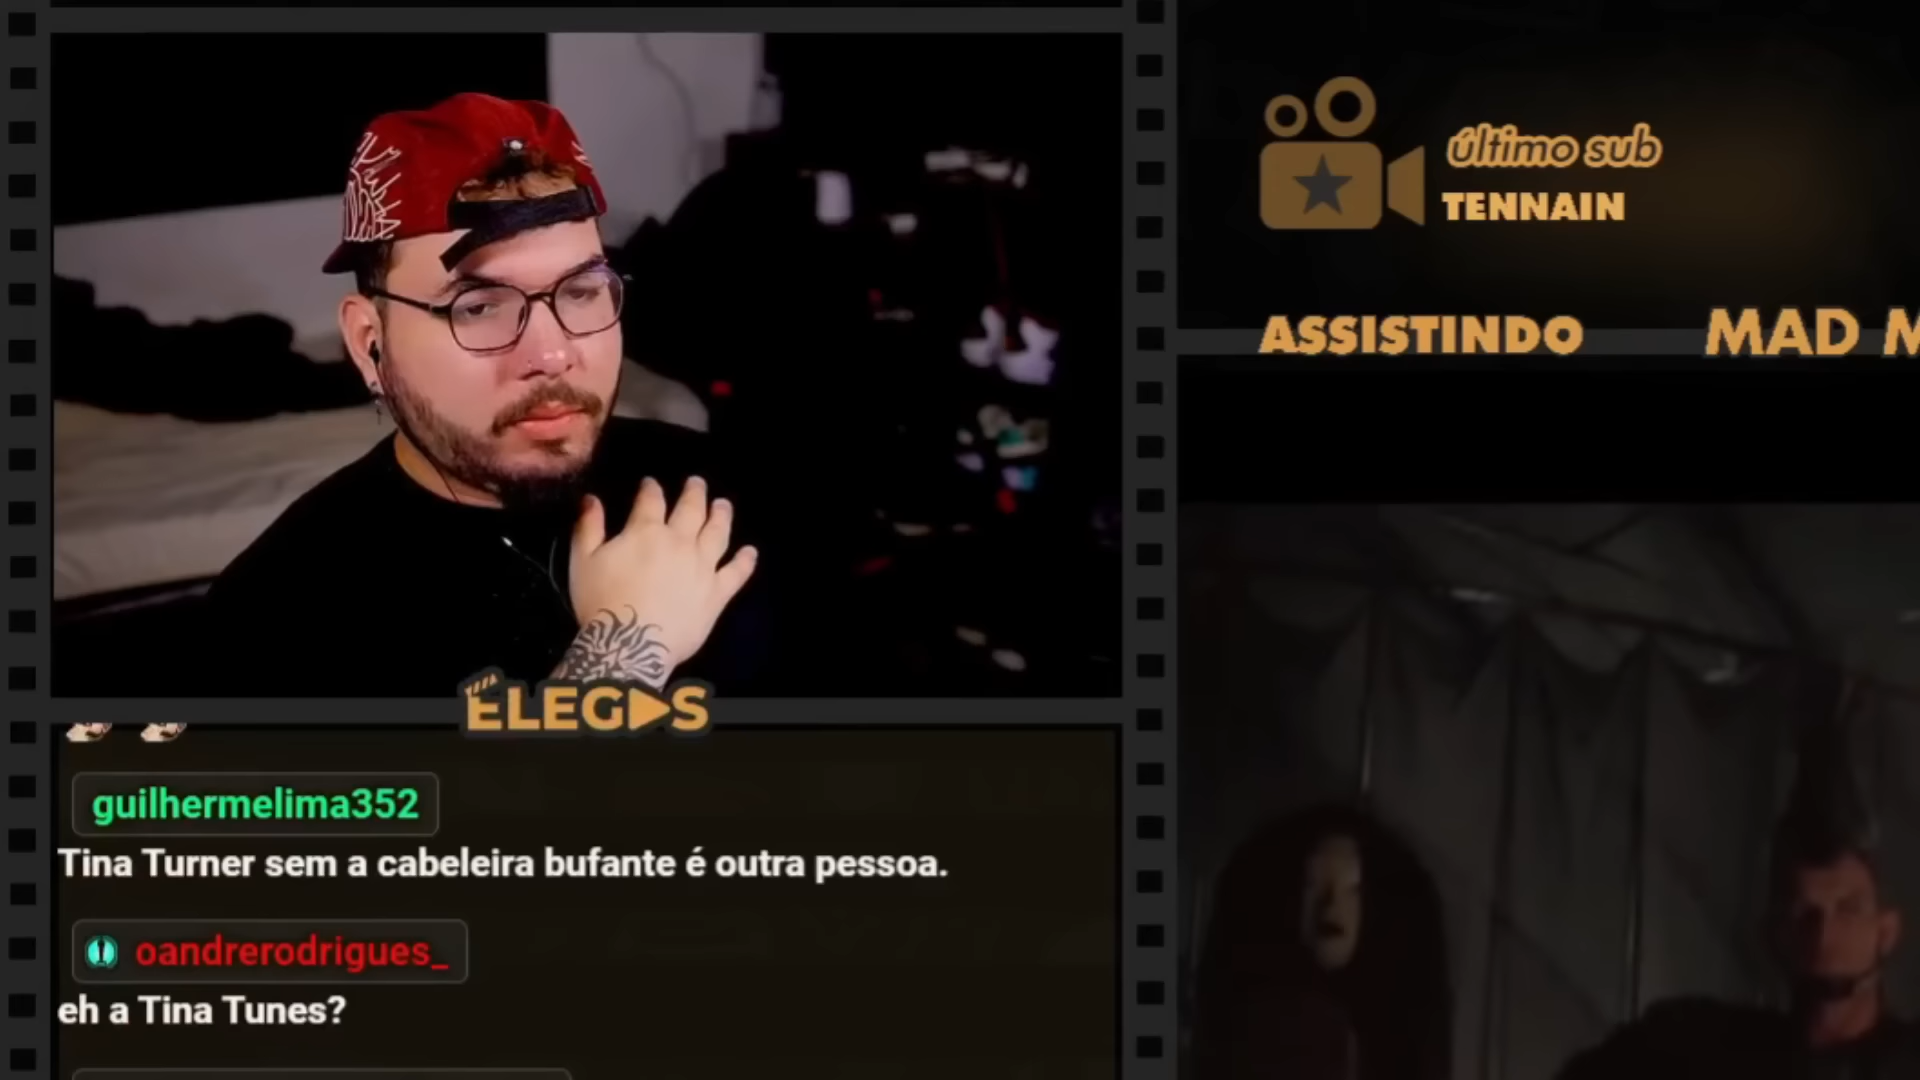 último sub
TENNAIN
ASSISTINDO
MAD M
ELEGOS
guilhermelima352
Tina Turner sem a cabeleira bufante é outra pessoa.
oandrerodrigues_
eh a Tina Tunes?